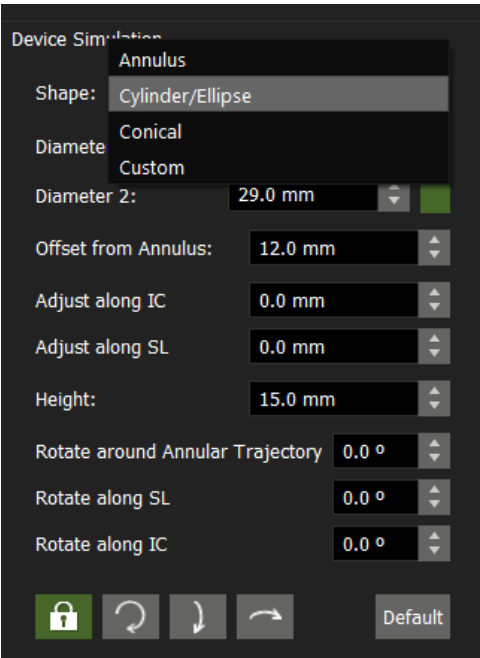 Device Simulation
Annulus
Shape:
Cylinder/Ellipse
Conical
Diamete
Custom
Diameter 2: 29.0 mm
Offset from Annulus: 12.0 mm
Adjust along IC 0.0 mm
Adjust along SL 0.0 mm
Height: 15.0 mm
Rotate around Annular Trajectory 0.0 º
Rotate along SL 0.0 º
Rotate along IC 0.0 º
Default